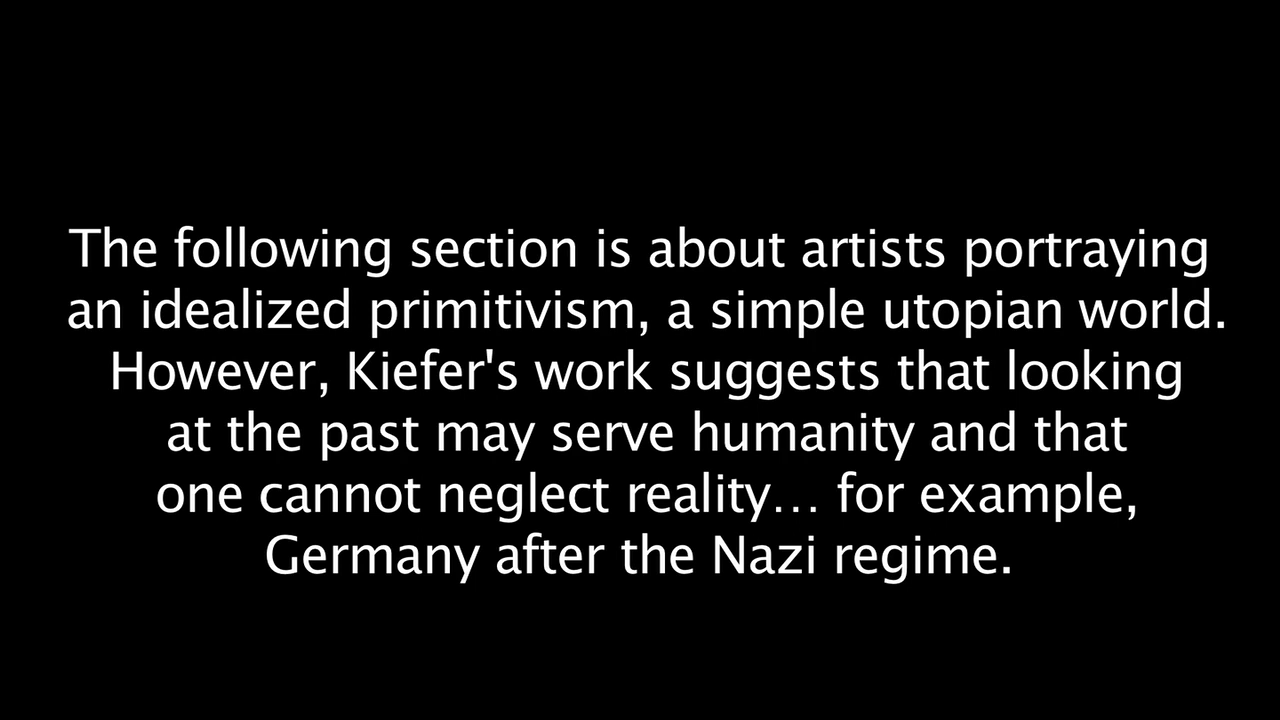 The following section is about artists portraying
an idealized primitivism, a simple utopian world.
However, Kiefer's work suggests that looking
at the past may serve humanity and that
one cannot neglect reality… for example,
Germany after the Nazi regime.